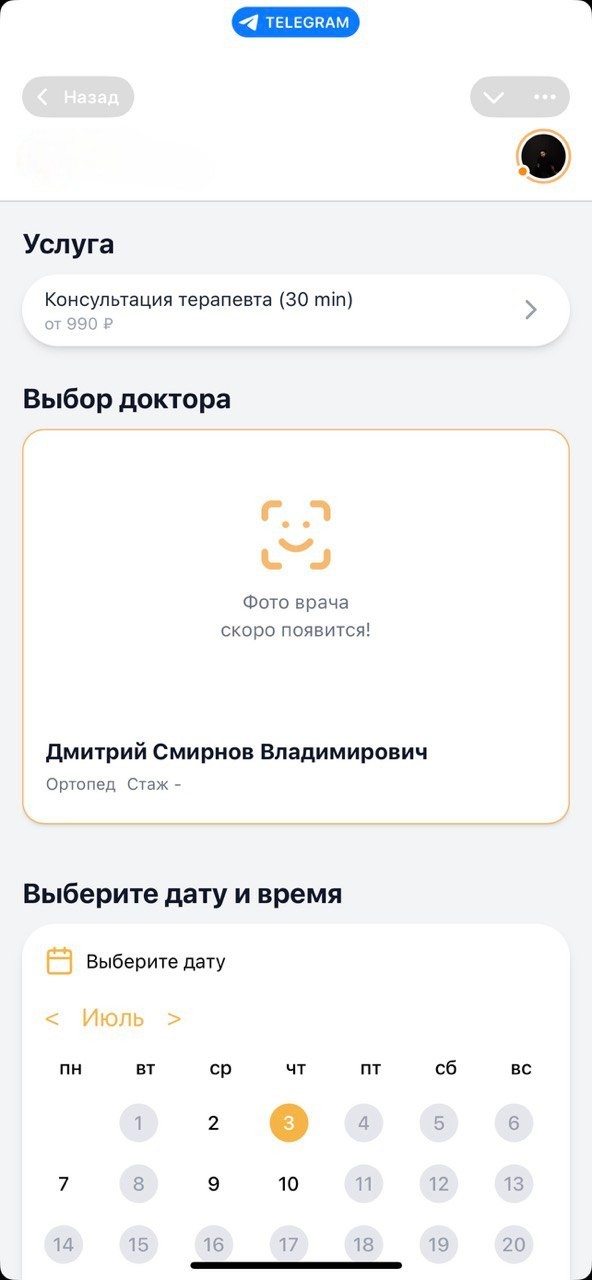 TELEGRAM
Назад
Услуга
Консультация терапевта (30 min)
от 990 ₽
Выбор доктора
Фото врача
скоро появится!
Дмитрий Смирнов Владимирович
Ортопед Стаж -
Выберите дату и время
Выберите дату
< Июль >
пн вт ср чт пт сб вс
1 2 3 4 5 6
7 8 9 10 11 12 13
14 15 16 17 18 19 20